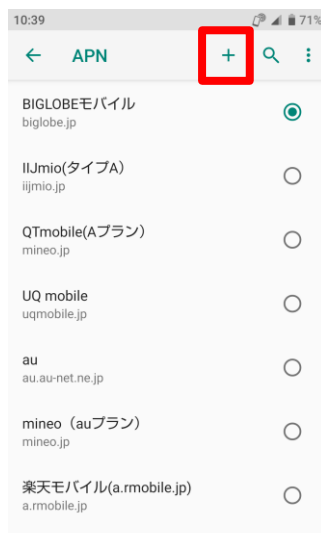 10:39 71%
APN
BIGLOBEモバイル
biglobe.jp
IIJmio(タイプA)
iijmio.jp
QTmobile(Aプラン)
mineo.jp
UQ mobile
uqmobile.jp
au
au.au-net.ne.jp
mineo（auプラン）
mineo.jp
楽天モバイル(a.rmobile.jp)
a.rmobile.jp